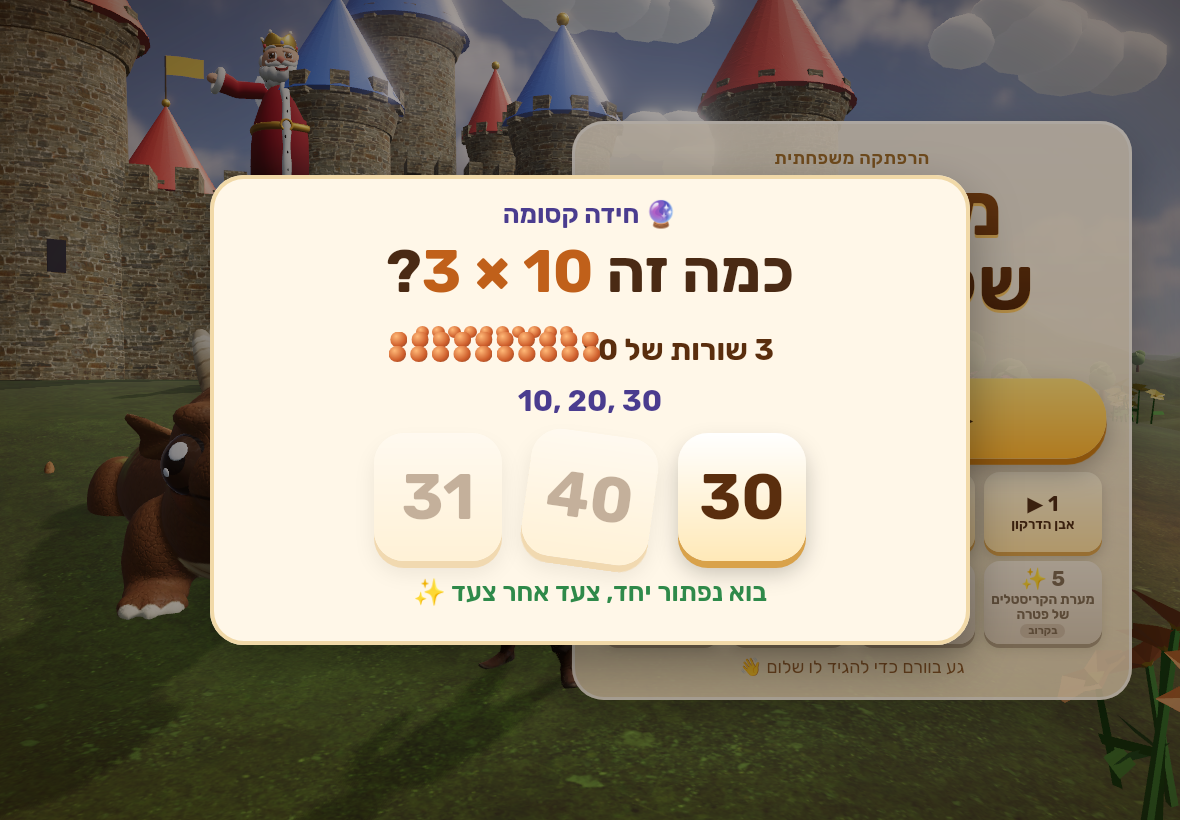 הרפתקה משפחתית
🔮 חידה קסומה
כמה זה 10 × 3?
3 שורות של
10, 20, 30
30
40
31
בוא נפתור יחד, צעד אחר צעד ✨
1 ▶
אבן הדרקון
5 ✨
מערת הקריסטלים
של פטרה
בקרוב
גע בוורם כדי להגיד לו שלום 👋